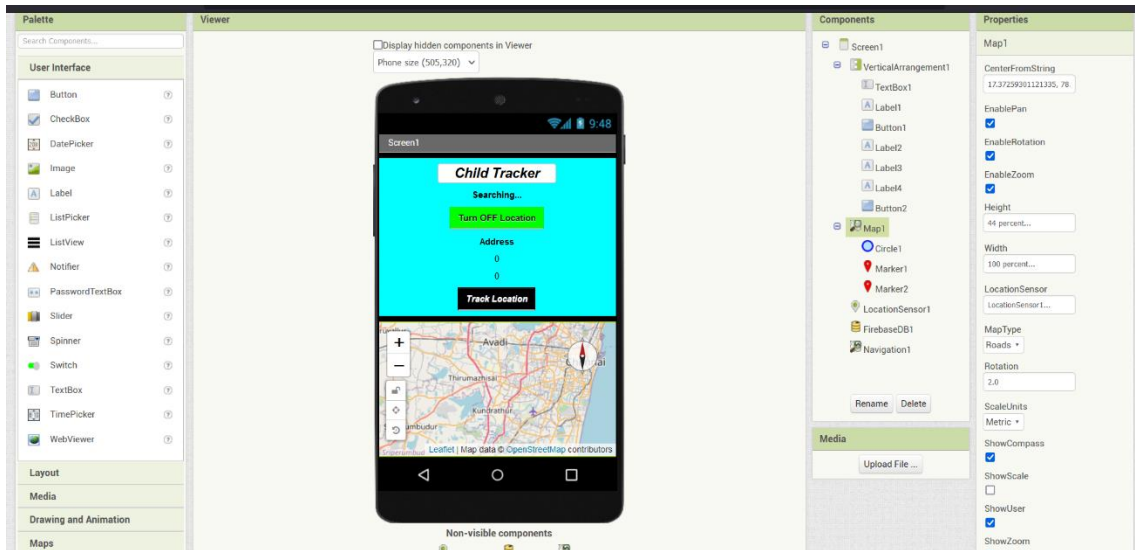 Palette
Search Components...
User Interface
Button
CheckBox
DatePicker
Image
Label
ListPicker
ListView
Notifier
PasswordTextBox
Slider
Spinner
Switch
TextBox
TimePicker
WebViewer
Layout
Media
Drawing and Animation
Maps
Viewer
Display hidden components in Viewer
Phone size (505,320)
9:48
Screen1
Child Tracker
Searching...
Turn OFF Location
Address
0
0
Track Location
+
−
Avadi
Thirumazhisai
Kundrathur
Leaflet | Map data © OpenStreetMap contributors
Non-visible components
Components
Screen1
VerticalArrangement1
TextBox1
Label1
Button1
Label2
Label3
Label4
Button2
Map1
Circle1
Marker1
Marker2
LocationSensor1
FirebaseDB1
Navigation1
Rename Delete
Media
Upload File ...
Properties
Map1
CenterFromString
17.37259301121335, 78.
EnablePan
EnableRotation
EnableZoom
Height
44 percent...
Width
100 percent...
LocationSensor
LocationSensor1...
MapType
Roads
Rotation
2.0
ScaleUnits
Metric
ShowCompass
ShowScale
ShowUser
ShowZoom